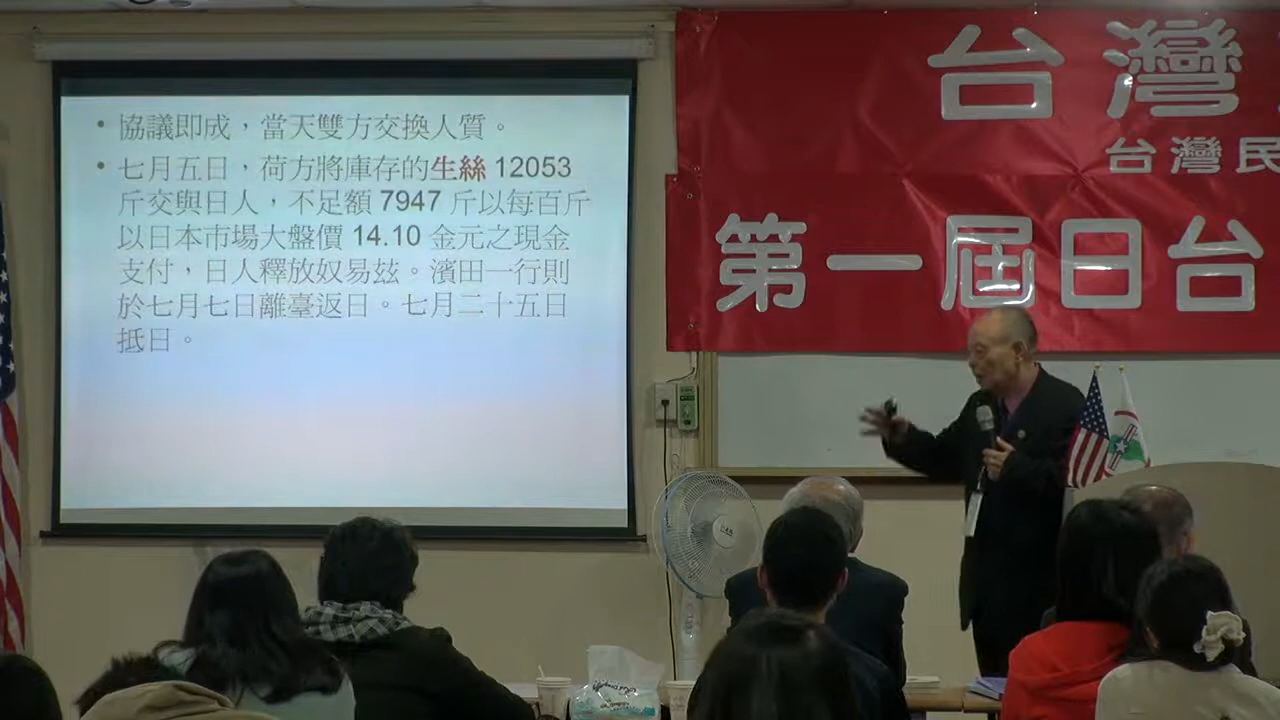 • 協議即成，當天雙方交換人質。
• 七月五日，荷方將庫存的生絲 12053
斤交與日人，不足額 7947 斤以每百斤
以日本市場大盤價 14.10 金元之現金
支付，日人釋放奴易玆。濱田一行則
於七月七日離臺返日。七月二十五日
抵日。
台灣
台灣民
第一屆日台